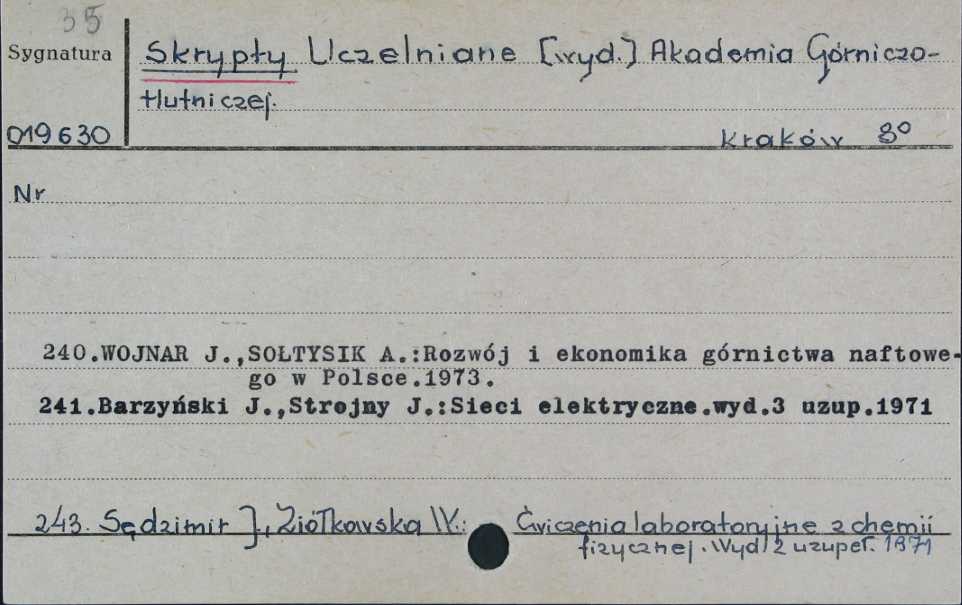 35
Sygnatura
Skrypty Uczelniane [wyd.] Akademia Górniczo-
Hutniczej.
019630
Kraków 8°
Nr
240.WOJNAR J.,SOŁTYSIK A.:Rozwój i ekonomika górnictwa naftowe-
go w Polsce.1973.
241.Barzyński J.,Strojny J.:Sieci elektryczne.wyd.3 uzup.1971
243. Sędzimir J., Ziółkowska W.: Ćwiczenia laboratoryjne z chemii
fizycznej. Wyd. 2 uzupeł. 1971